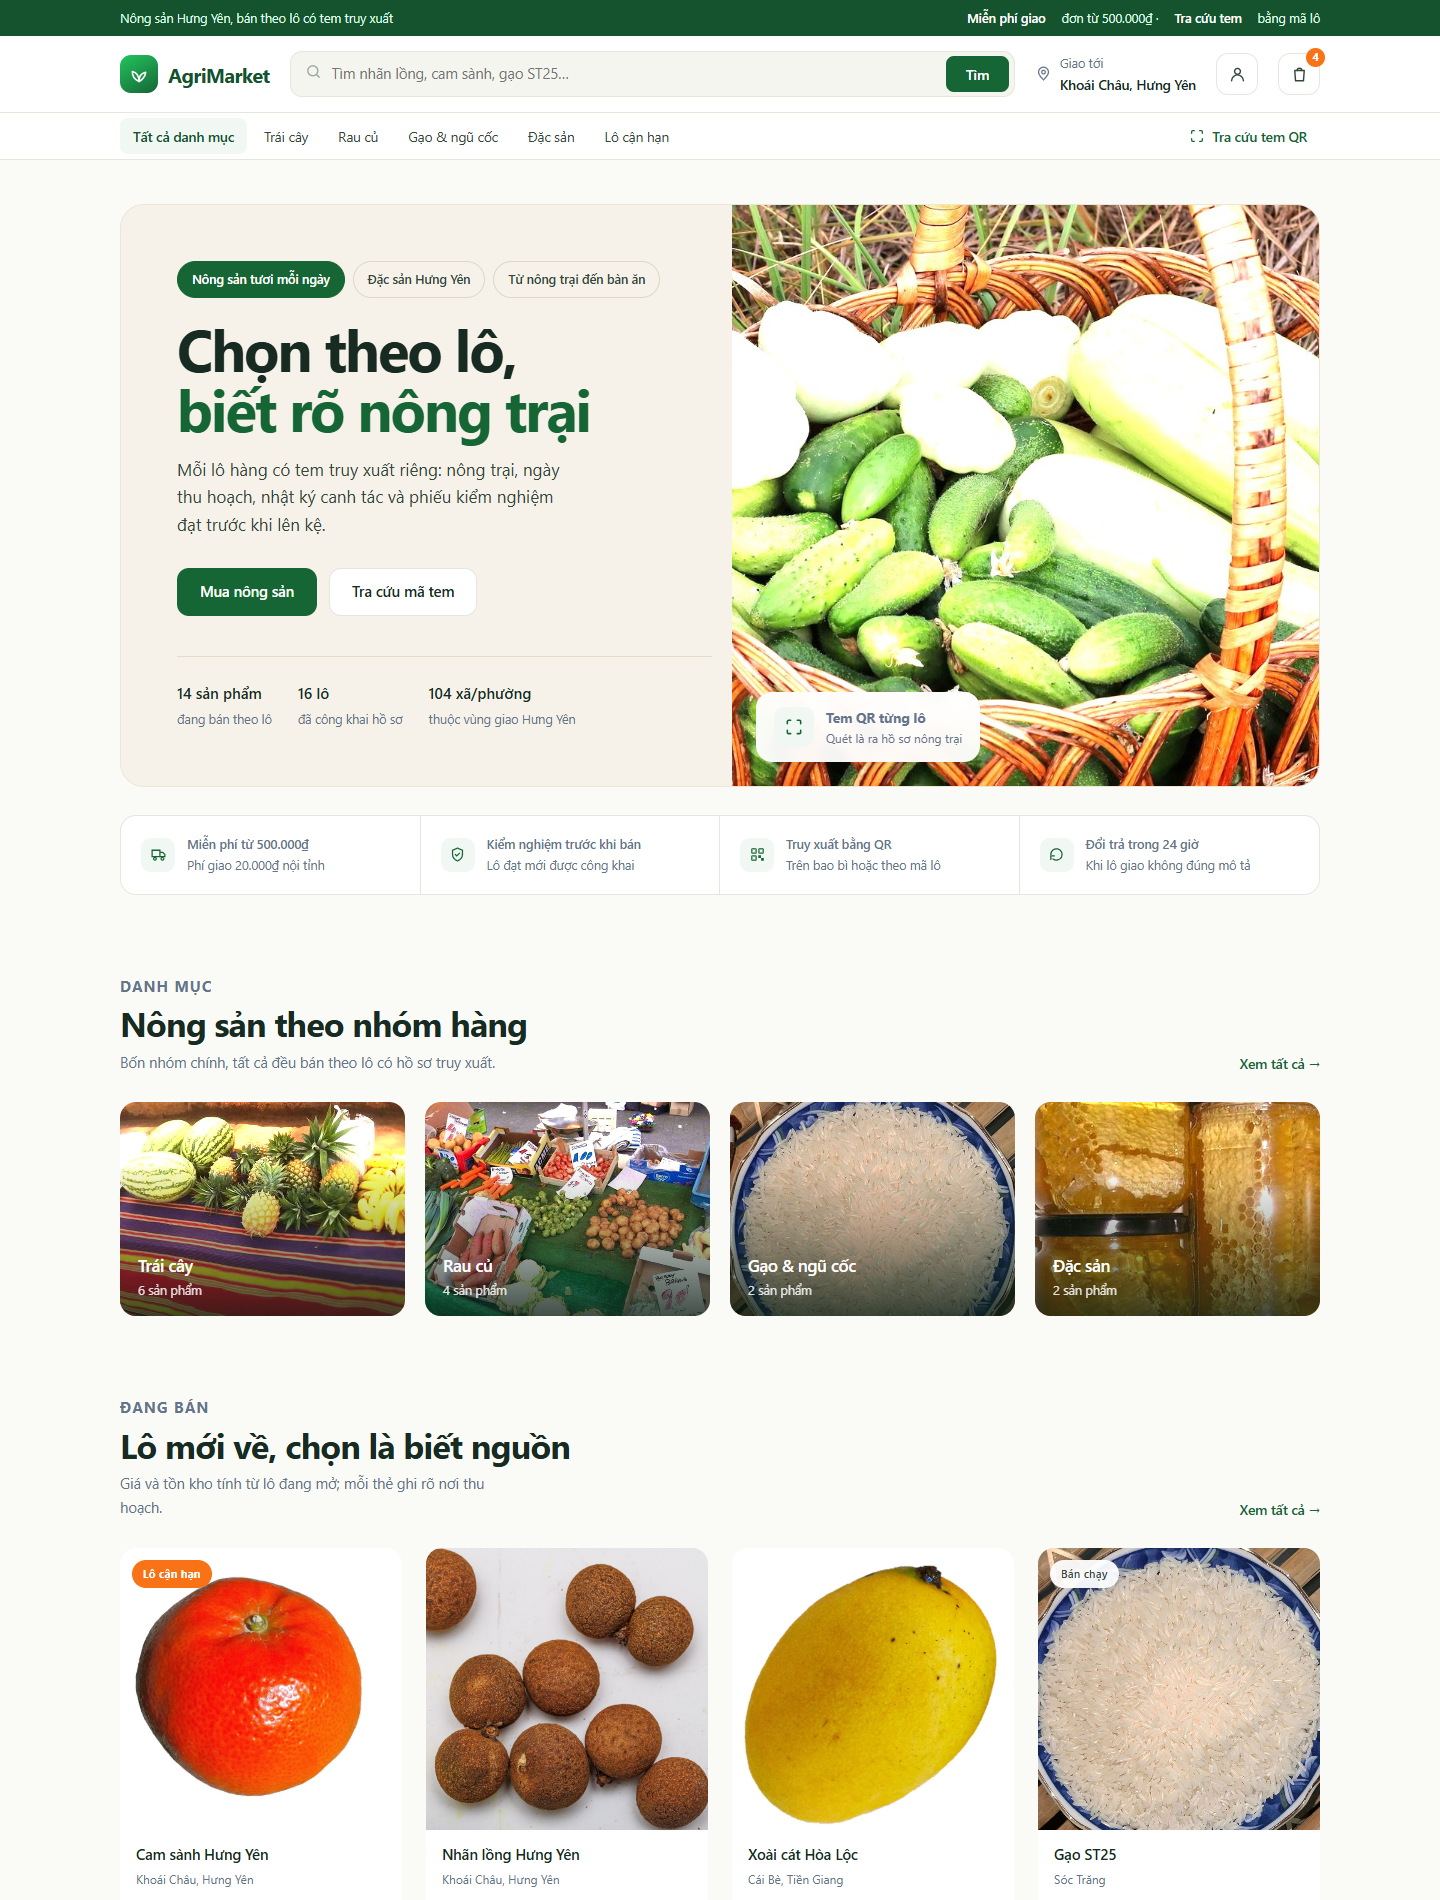 Nông sản Hưng Yên, bán theo lô có tem truy xuất
Miễn phí giao đơn từ 500.000₫ · Tra cứu tem bằng mã lô
AgriMarket
Tìm nhãn lồng, cam sành, gạo ST25...
Tìm
Giao tới
Khoái Châu, Hưng Yên
4
Tất cả danh mục
Trái cây
Rau củ
Gạo & ngũ cốc
Đặc sản
Lô cận hạn
Tra cứu tem QR
Nông sản tươi mỗi ngày
Đặc sản Hưng Yên
Từ nông trại đến bàn ăn
Chọn theo lô,
biết rõ nông trại
Mỗi lô hàng có tem truy xuất riêng: nông trại, ngày
thu hoạch, nhật ký canh tác và phiếu kiểm nghiệm
đạt trước khi lên kệ.
Mua nông sản
Tra cứu mã tem
14 sản phẩm
đang bán theo lô
16 lô
đã công khai hồ sơ
104 xã/phường
thuộc vùng giao Hưng Yên
Tem QR từng lô
Quét là ra hồ sơ nông trại
Miễn phí từ 500.000₫
Phí giao 20.000₫ nội tỉnh
Kiểm nghiệm trước khi bán
Lô đạt mới được công khai
Truy xuất bằng QR
Trên bao bì hoặc theo mã lô
Đổi trả trong 24 giờ
Khi lô giao không đúng mô tả
DANH MỤC
Nông sản theo nhóm hàng
Bốn nhóm chính, tất cả đều bán theo lô có hồ sơ truy xuất.
Xem tất cả →
Trái cây
6 sản phẩm
Rau củ
4 sản phẩm
Gạo & ngũ cốc
2 sản phẩm
Đặc sản
2 sản phẩm
ĐANG BÁN
Lô mới về, chọn là biết nguồn
Giá và tồn kho tính từ lô đang mở; mỗi thẻ ghi rõ nơi thu
hoạch.
Xem tất cả →
Lô cận hạn
Bán chạy
Cam sành Hưng Yên
Khoái Châu, Hưng Yên
Nhãn lồng Hưng Yên
Khoái Châu, Hưng Yên
Xoài cát Hòa Lộc
Cái Bè, Tiền Giang
Gạo ST25
Sóc Trăng